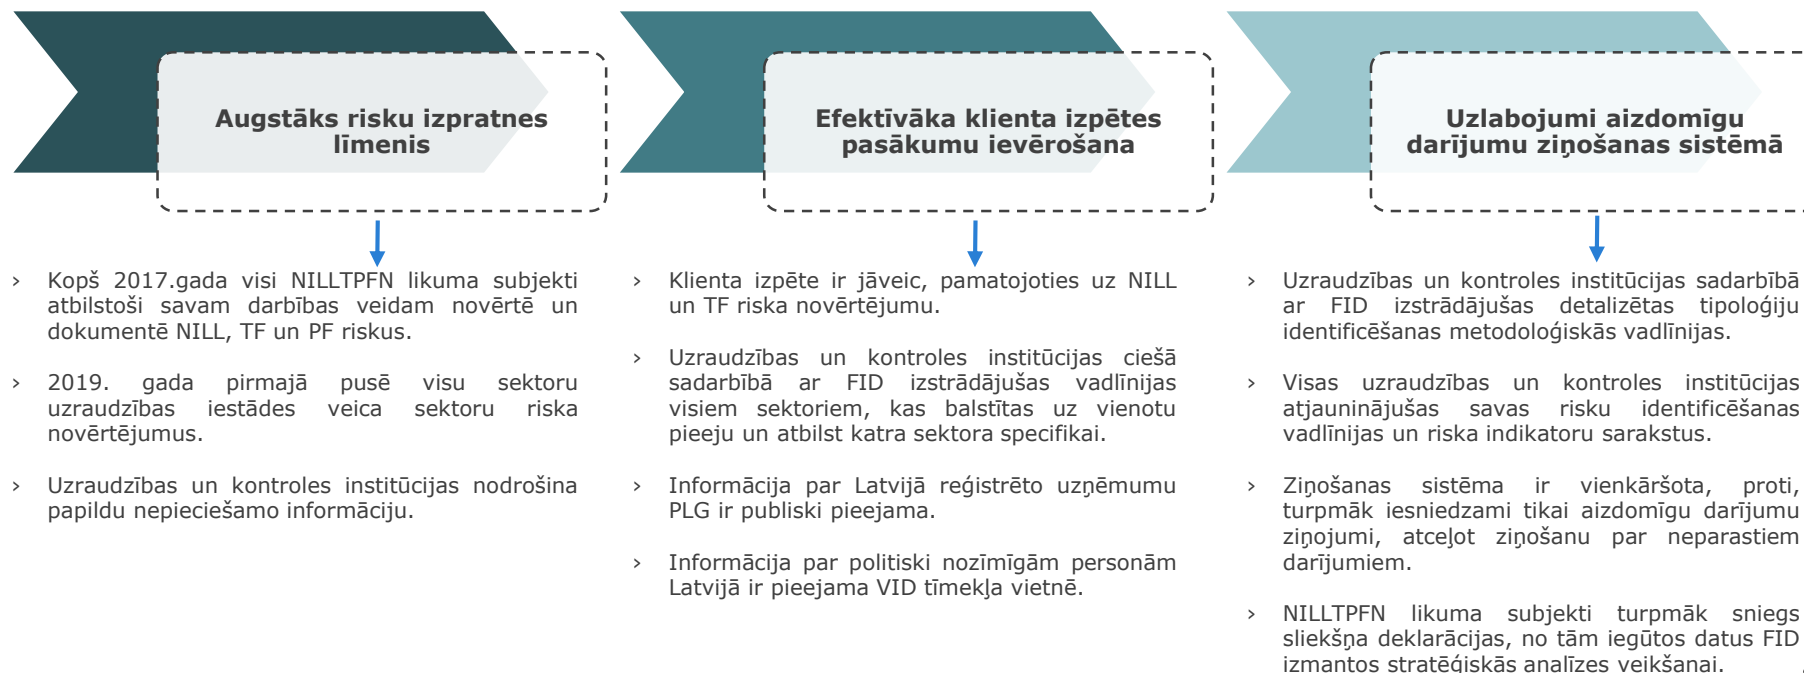 Augstāks risku izpratnes
līmenis
› Kopš 2017.gada visi NILLTPFN likuma subjekti
atbilstoši savam darbības veidam novērtē un
dokumentē NILL, TF un PF riskus.
› 2019. gada pirmajā pusē visu sektoru
uzraudzības iestādes veica sektoru riska
novērtējumus.
› Uzraudzības un kontroles institūcijas nodrošina
papildu nepieciešamo informāciju.
Efektīvāka klienta izpētes
pasākumu ievērošana
› Klienta izpēte ir jāveic, pamatojoties uz NILL
un TF riska novērtējumu.
› Uzraudzības un kontroles institūcijas ciešā
sadarbībā ar FID izstrādājušas vadlīnijas
visiem sektoriem, kas balstītas uz vienotu
pieeju un atbilst katra sektora specifikai.
› Informācija par Latvijā reģistrēto uzņēmumu
PLG ir publiski pieejama.
› Informācija par politiski nozīmīgām personām
Latvijā ir pieejama VID tīmekļa vietnē.
Uzlabojumi aizdomīgu
darījumu ziņošanas sistēmā
› Uzraudzības un kontroles institūcijas sadarbībā
ar FID izstrādājušas detalizētas tipoloģiju
identificēšanas metodoloģiskās vadlīnijas.
› Visas uzraudzības un kontroles institūcijas
atjauninājušas savas risku identificēšanas
vadlīnijas un riska indikatoru sarakstus.
› Ziņošanas sistēma ir vienkāršota, proti,
turpmāk iesniedzami tikai aizdomīgu darījumu
ziņojumi, atceļot ziņošanu par neparastiem
darījumiem.
› NILLTPFN likuma subjekti turpmāk sniegs
sliekšņa deklarācijas, no tām iegūtos datus FID
izmantos stratēģiskās analīzes veikšanai.